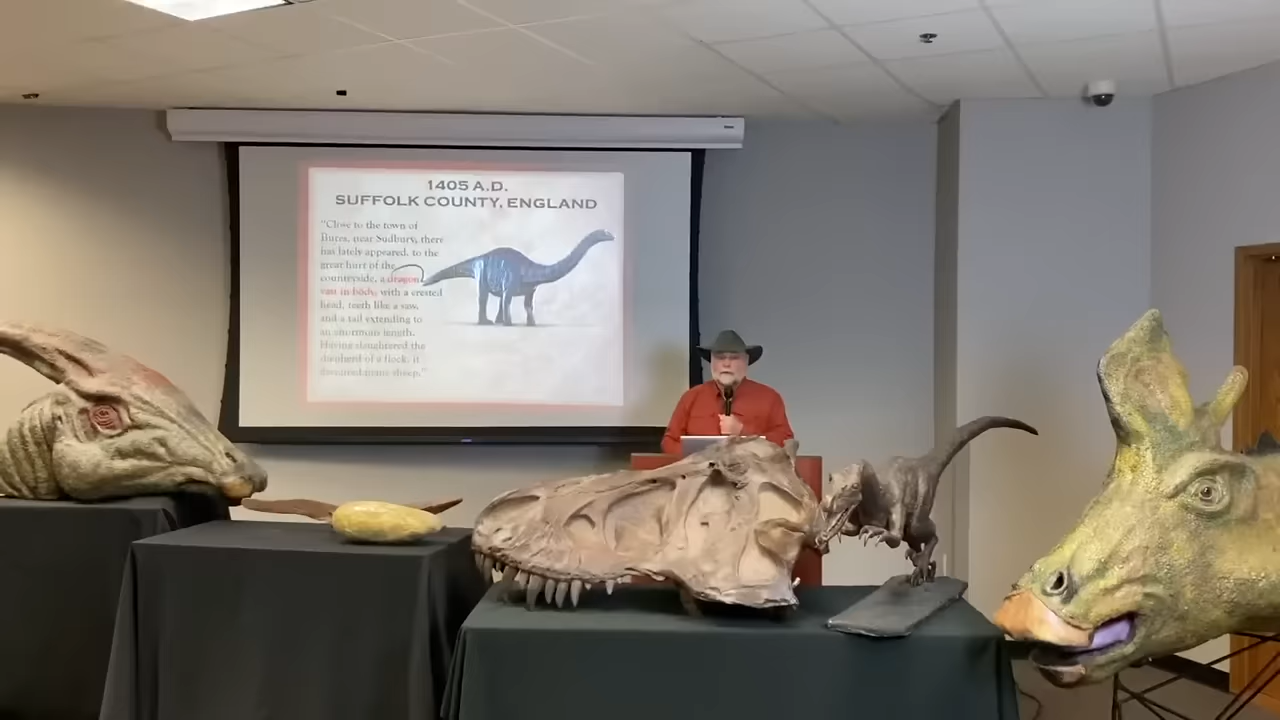 1405 A.D.
SUFFOLK COUNTY, ENGLAND
"Close to the town of
Bures, near Sudbury, there
has lately appeared, to the
great hurt of the
countryside, a dragon,
vast in body, with a crested
head, teeth like a saw,
and a tail extending to
an enormous length.
Having slaughtered the
shepherd of a flock, it
devoured many sheep."